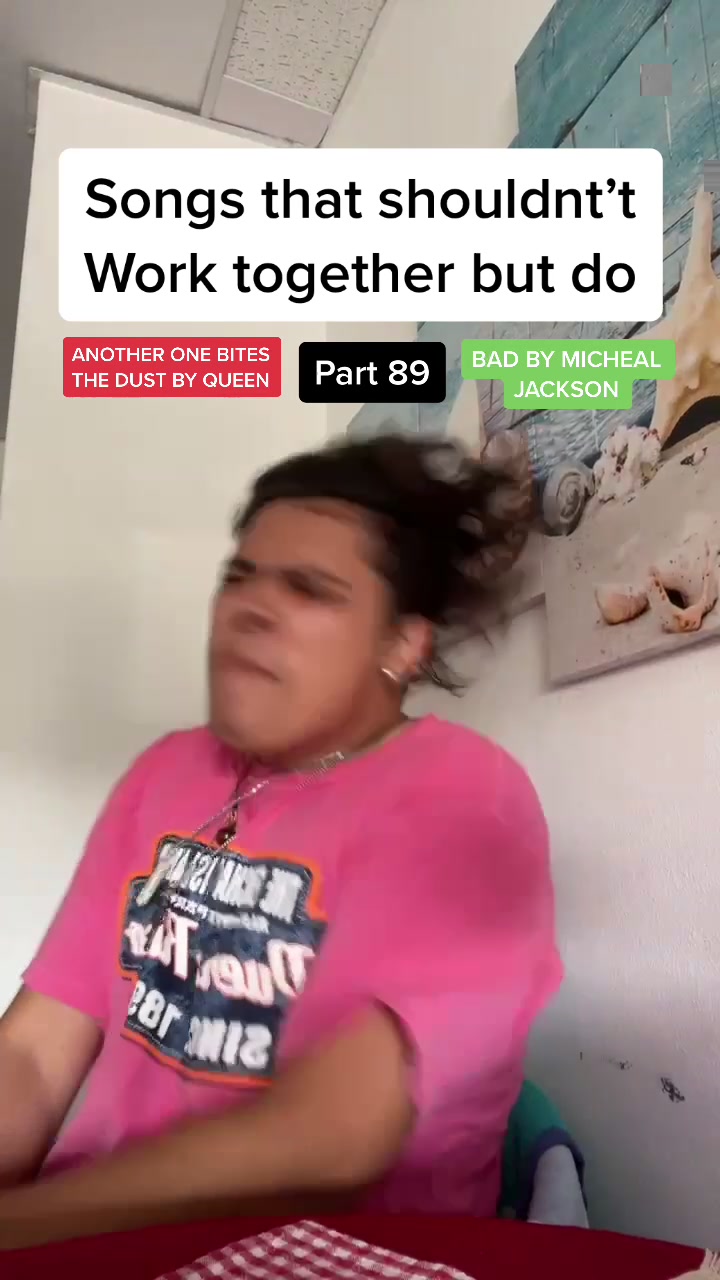 Songs that shouldnt’t
Work together but do
ANOTHER ONE BITES
THE DUST BY QUEEN
Part 89
BAD BY MICHEAL
JACKSON